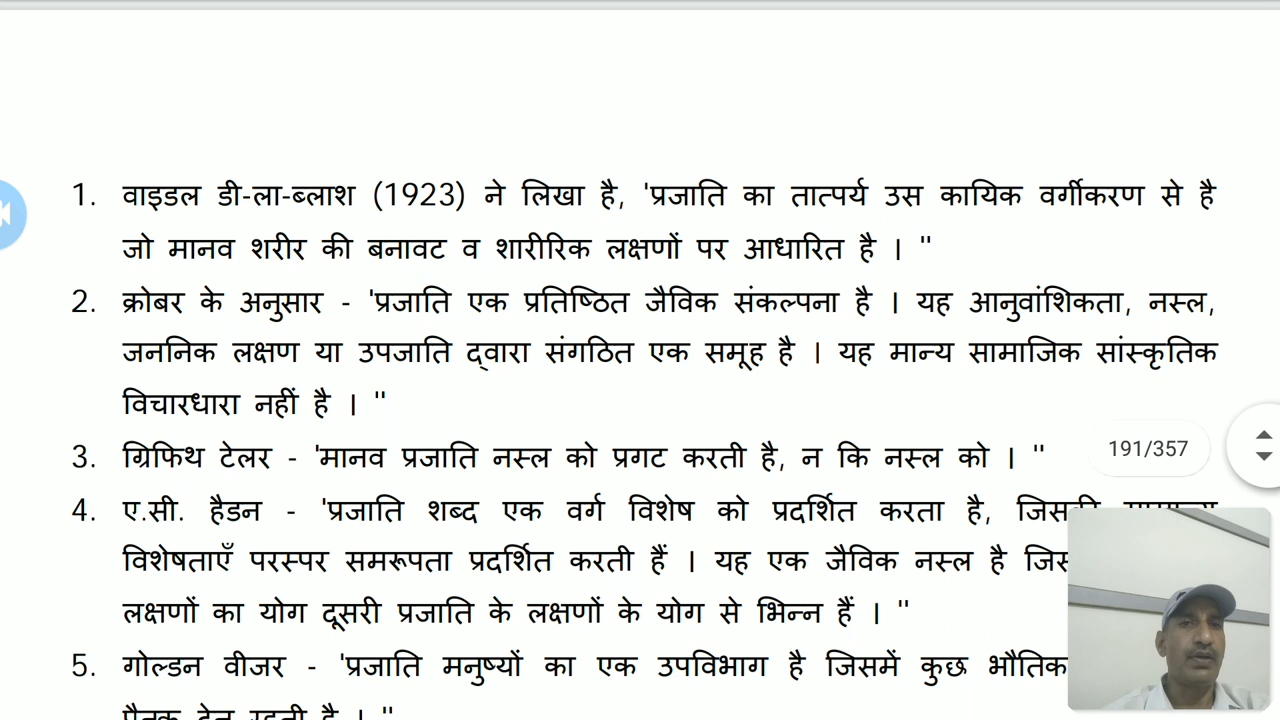 1. वाइडल डी-ला-ब्लाश (1923) ने लिखा है, 'प्रजाति का तात्पर्य उस कायिक वर्गीकरण से है
जो मानव शरीर की बनावट व शारीरिक लक्षणों पर आधारित है । "
2. क्रोबर के अनुसार - 'प्रजाति एक प्रतिष्ठित जैविक संकल्पना है । यह आनुवांशिकता, नस्ल,
जननिक लक्षण या उपजाति द्वारा संगठित एक समूह है । यह मान्य सामाजिक सांस्कृतिक
विचारधारा नहीं है । "
3. ग्रिफिथ टेलर - 'मानव प्रजाति नस्ल को प्रगट करती है, न कि नस्ल को । "
191/357
4. ए.सी. हैडन - 'प्रजाति शब्द एक वर्ग विशेष को प्रदर्शित करता है,
विशेषताएँ परस्पर समरूपता प्रदर्शित करती हैं । यह एक जैविक नस्ल है
लक्षणों का योग दूसरी प्रजाति के लक्षणों के योग से भिन्न हैं । "
5. गोल्डन वीजर - 'प्रजाति मनुष्यों का एक उपविभाग है जिसमें कुछ भौतिक